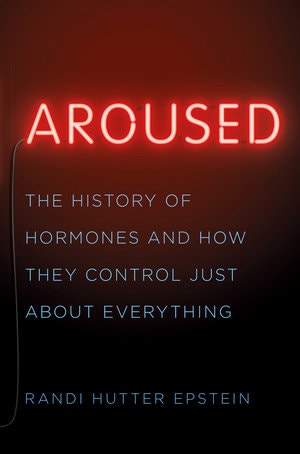 AROUSED
THE HISTORY OF
HORMONES AND HOW
THEY CONTROL JUST
ABOUT EVERYTHING
RANDI HUTTER EPSTEIN